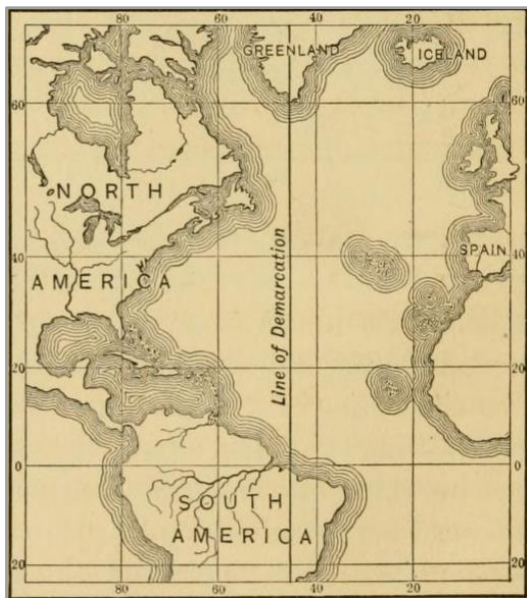 80 60 40 20
GREENLAND
ICELAND
60 60
NORTH
40 40
SPAIN
AMERICA
Line of Demarcation
20 20
0 0
SOUTH
AMERICA
20 20
80 60 40 20